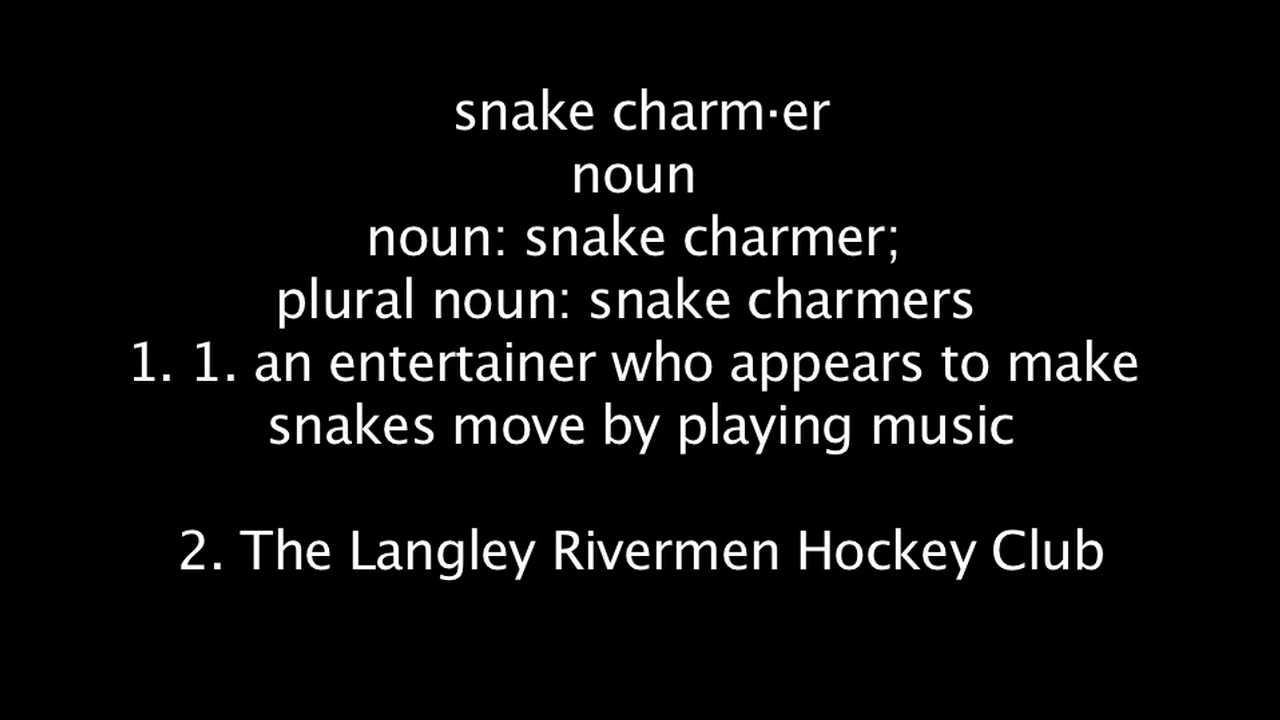 snake charm·er
noun
noun: snake charmer;
plural noun: snake charmers
1. 1. an entertainer who appears to make
snakes move by playing music
2. The Langley Rivermen Hockey Club